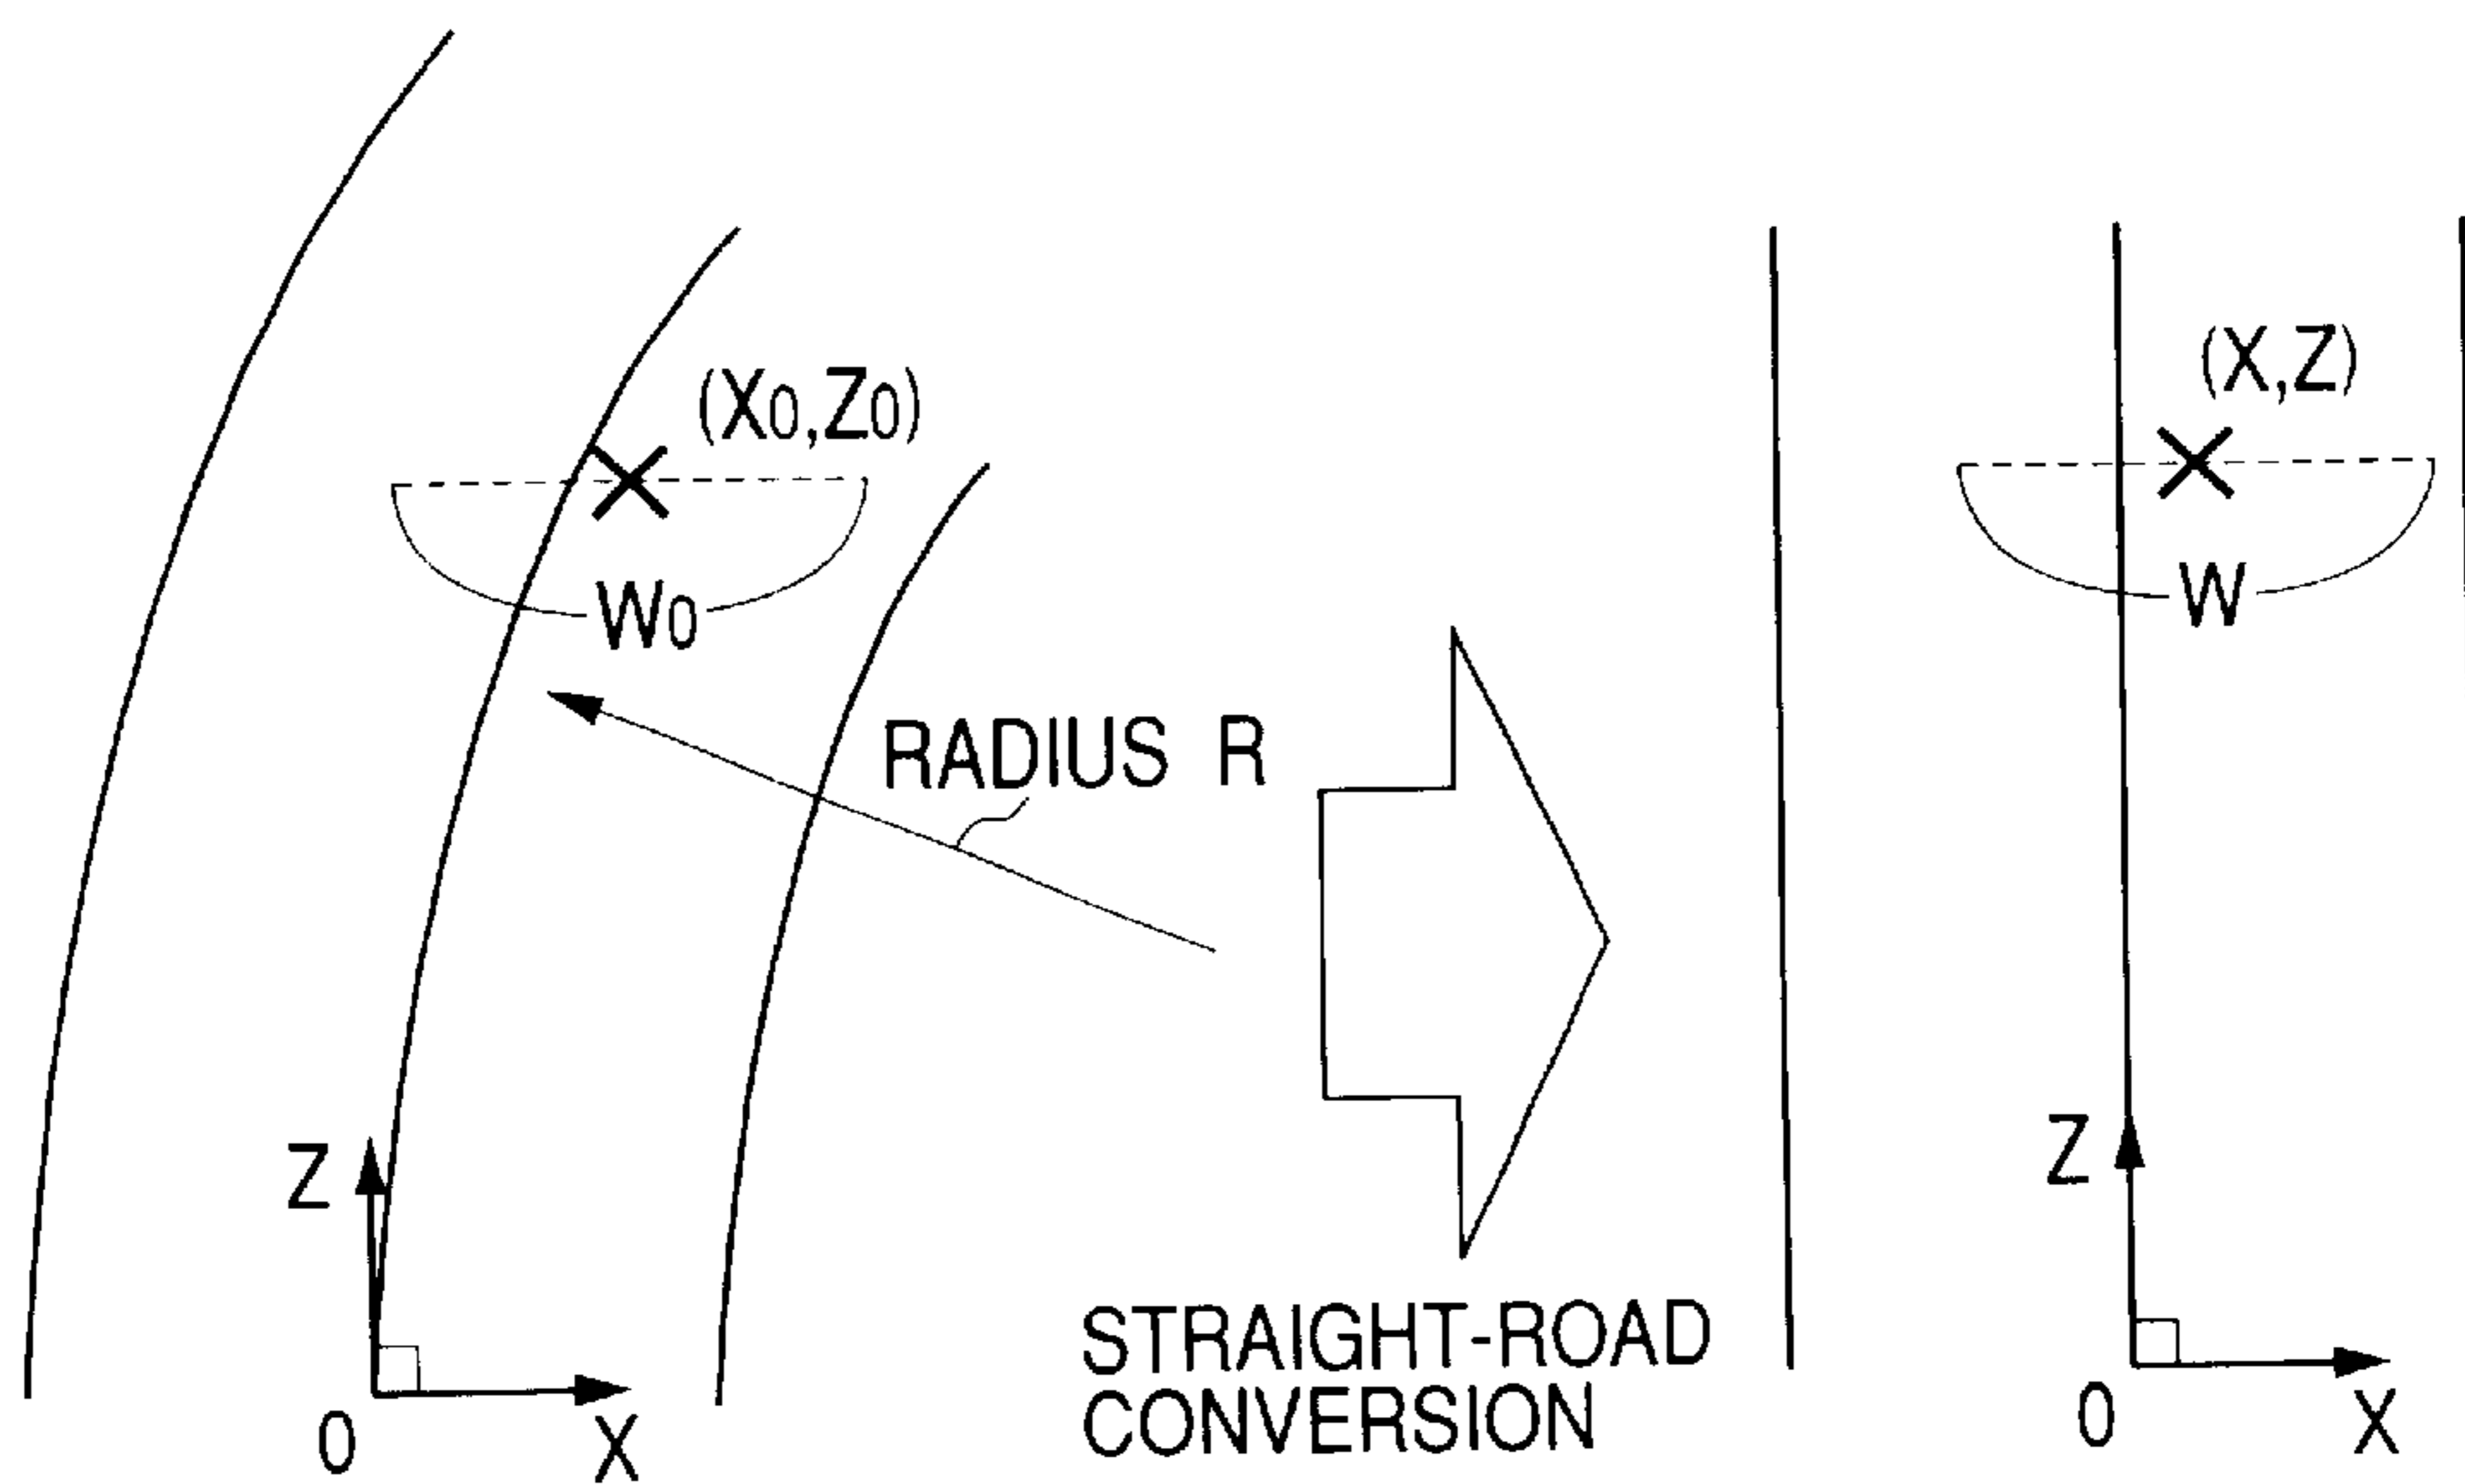 (X0,Z0)
W0
RADIUS R
Z
0
X
STRAIGHT-ROAD
CONVERSION
(X,Z)
W
Z
0
X